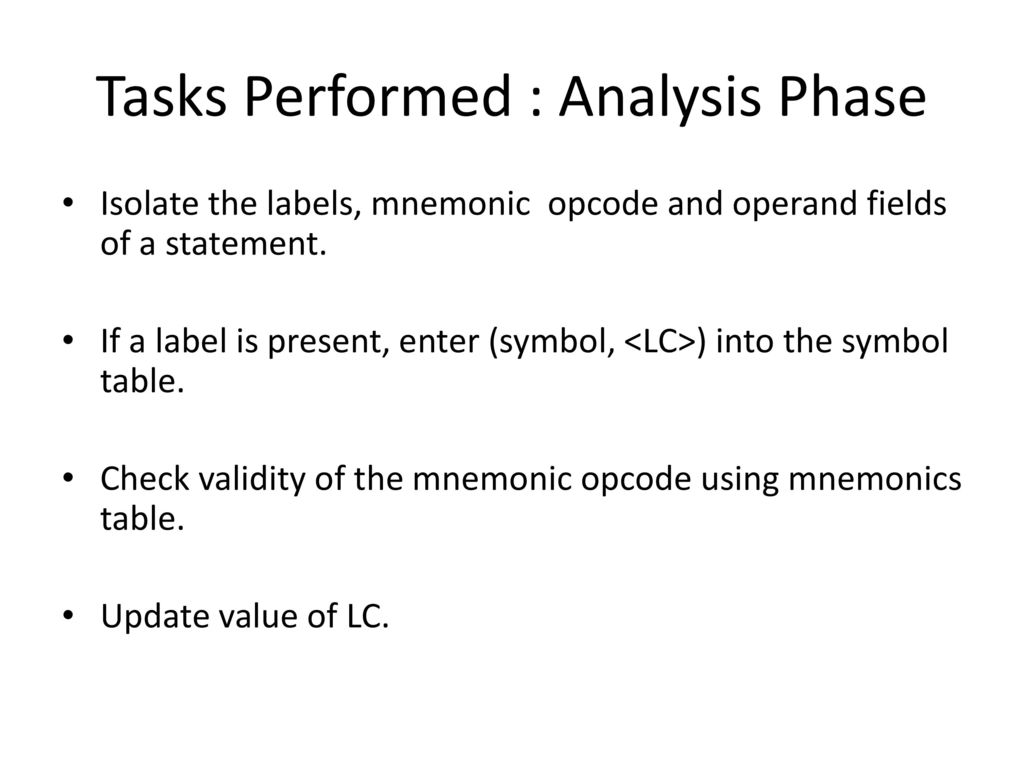 Tasks Performed : Analysis Phase
• Isolate the labels, mnemonic  opcode and operand fields
of a statement.
• If a label is present, enter (symbol, <LC>) into the symbol
table.
• Check validity of the mnemonic opcode using mnemonics
table.
• Update value of LC.